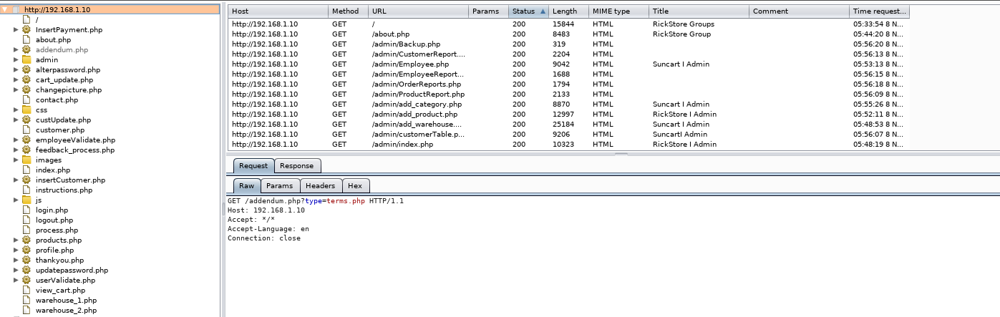 http://192.168.1.10
/
InsertPayment.php
about.php
addendum.php
admin
alterpassword.php
cart_update.php
changepicture.php
contact.php
css
custUpdate.php
customer.php
employeeValidate.php
feedback_process.php
images
index.php
insertCustomer.php
instructions.php
js
login.php
logout.php
process.php
products.php
profile.php
thankyou.php
updatepassword.php
userValidate.php
view_cart.php
warehouse_1.php
warehouse_2.php
Host Method URL Params Status Length MIME type Title Comment Time request...
http://192.168.1.10 GET / 200 15844 HTML RickStore Groups 05:33:54 8 N...
http://192.168.1.10 GET /about.php 200 8483 HTML RickStore Group 05:44:20 8 N...
http://192.168.1.10 GET /admin/Backup.php 200 319 HTML 05:56:20 8 N...
http://192.168.1.10 GET /admin/CustomerReport.... 200 2204 HTML 05:56:13 8 N...
http://192.168.1.10 GET /admin/Employee.php 200 9042 HTML Suncart I Admin 05:53:13 8 N...
http://192.168.1.10 GET /admin/EmployeeReport... 200 1688 HTML 05:56:15 8 N...
http://192.168.1.10 GET /admin/OrderReports.php 200 1794 HTML 05:56:18 8 N...
http://192.168.1.10 GET /admin/ProductReport.php 200 2133 HTML 05:56:09 8 N...
http://192.168.1.10 GET /admin/add_category.php 200 8870 HTML Suncart I Admin 05:55:26 8 N...
http://192.168.1.10 GET /admin/add_product.php 200 12997 HTML RickStore I Admin 05:52:11 8 N...
http://192.168.1.10 GET /admin/add_warehouse.... 200 25184 HTML Suncart I Admin 05:48:53 8 N...
http://192.168.1.10 GET /admin/customerTable.p... 200 9206 HTML SuncartI Admin 05:56:07 8 N...
http://192.168.1.10 GET /admin/index.php 200 10323 HTML RickStore I Admin 05:48:19 8 N...
Request Response
Raw Params Headers Hex
GET /addendum.php?type=terms.php HTTP/1.1
Host: 192.168.1.10
Accept: */*
Accept-Language: en
Connection: close